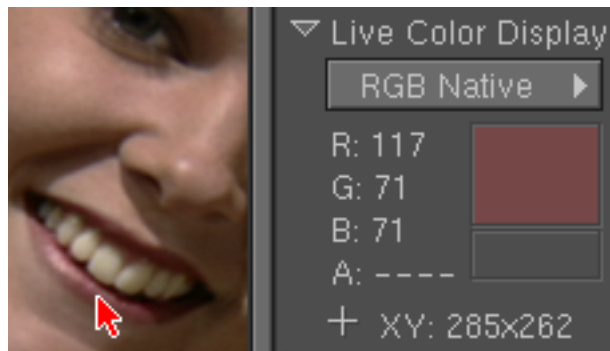 Live Color Display
RGB Native
R: 117
G: 71
B: 71
A: ----
XY: 285x262